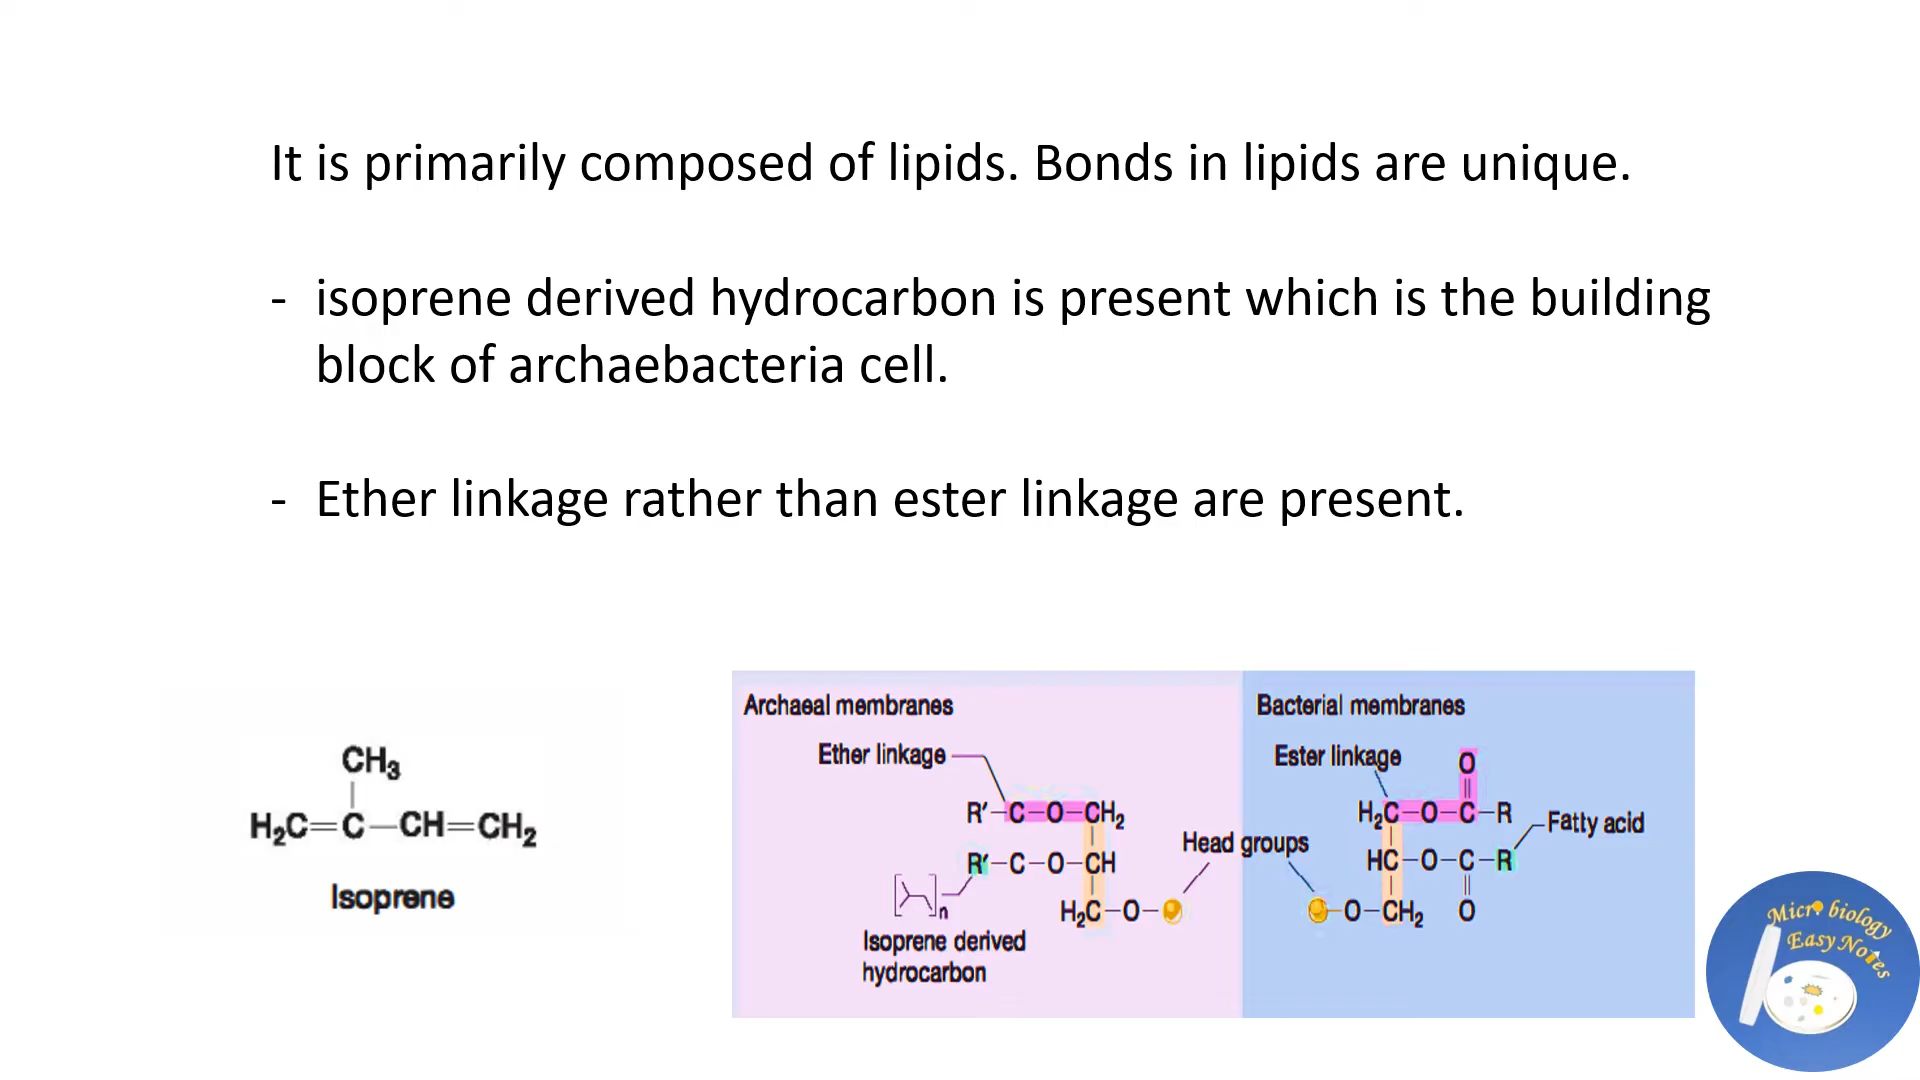 It is primarily composed of lipids. Bonds in lipids are unique.
- isoprene derived hydrocarbon is present which is the building
block of archaebacteria cell.
- Ether linkage rather than ester linkage are present.
CH₃
H₂C=C—CH=CH₂
Isoprene
Archaeal membranes
Ether linkage
R′—C—O—CH₂
R′—C—O—CH
n
H₂C—O—
Isoprene derived
hydrocarbon
Head groups
Bacterial membranes
Ester linkage
O
H₂C—O—C—R
Fatty acid
HC—O—C—R
—O—CH₂
O
Micr biology
Easy Notes